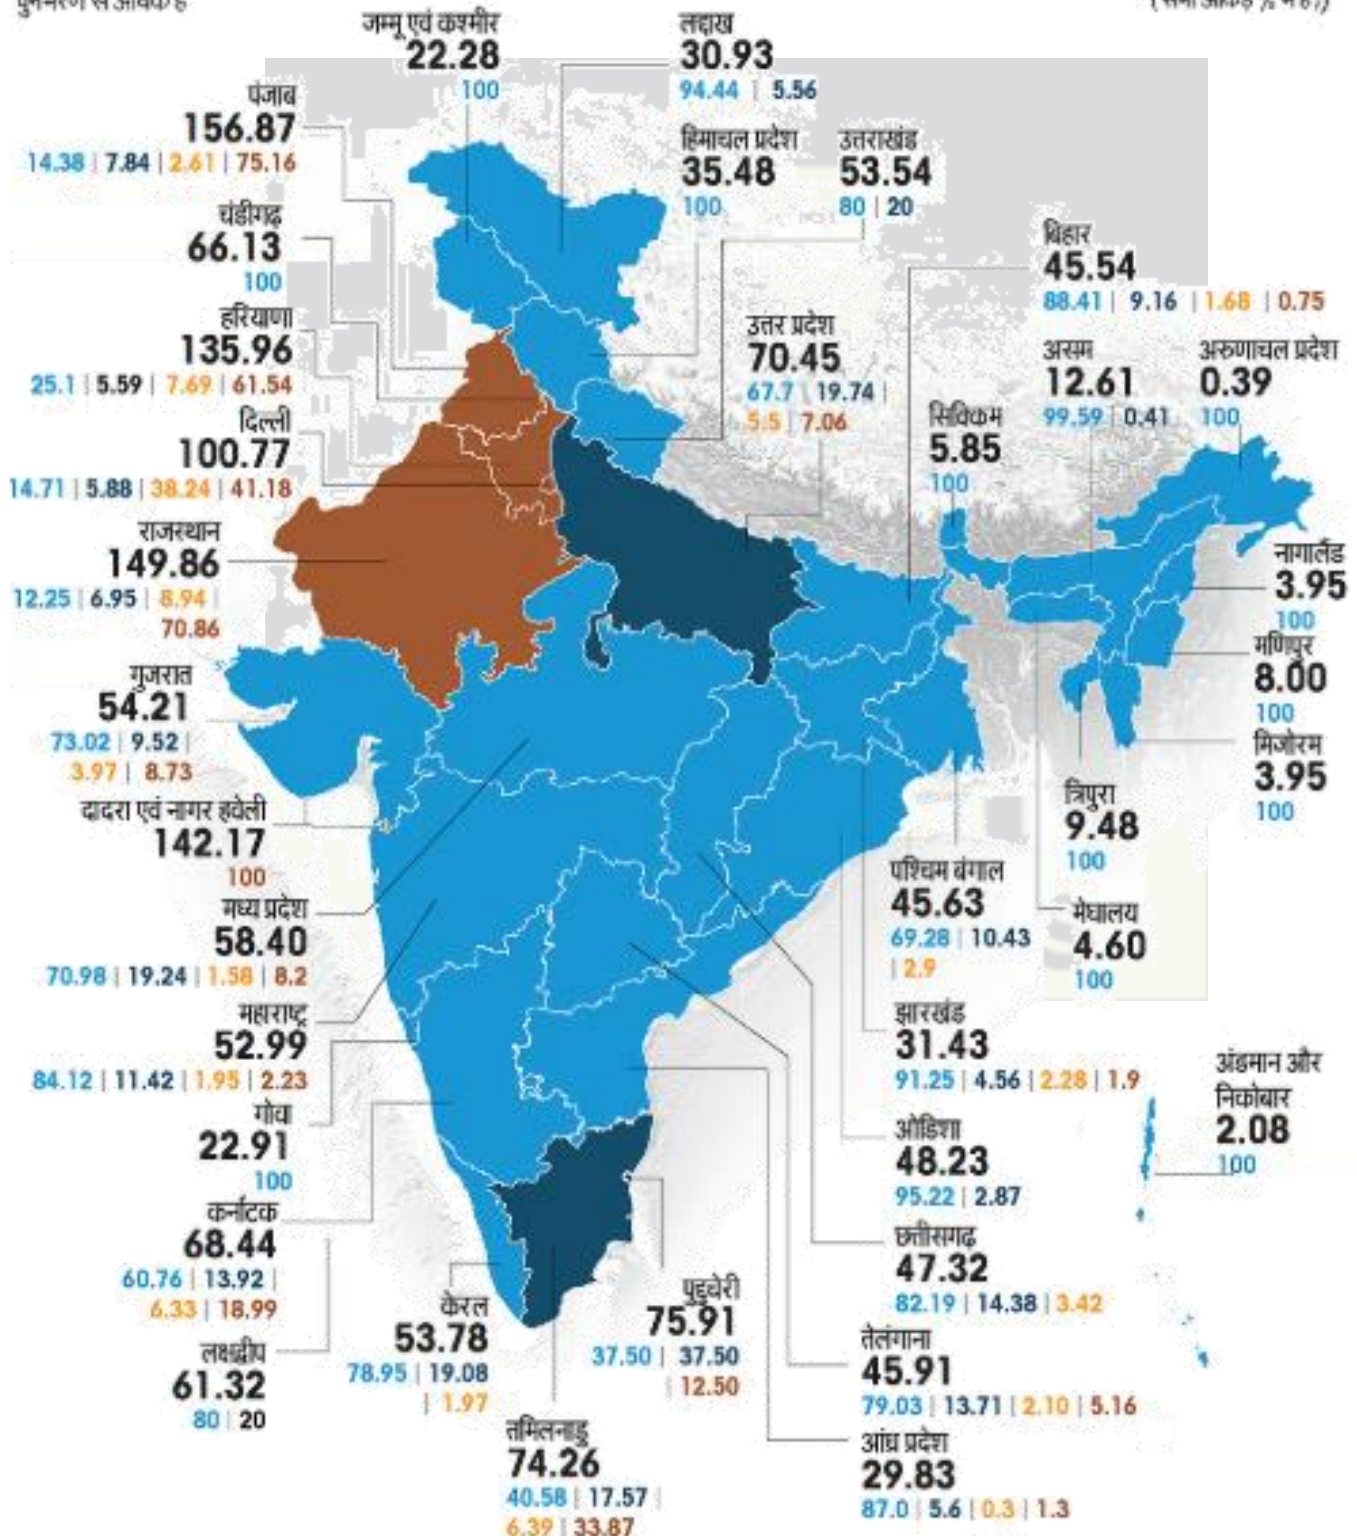 पुनर्भरण से अधिक है
(सभी आंकड़े % में हैं।)
जम्मू एवं कश्मीर
22.28
100
लद्दाख
30.93
94.44 | 5.56
पंजाब
156.87
14.38 | 7.84 | 2.61 | 75.16
हिमाचल प्रदेश
35.48
100
उत्तराखंड
53.54
80 | 20
चंडीगढ़
66.13
100
बिहार
45.54
88.41 | 9.16 | 1.68 | 0.75
हरियाणा
135.96
25.1 | 5.59 | 7.69 | 61.54
उत्तर प्रदेश
70.45
67.7 | 19.74 |
5.5 | 7.06
असम
12.61
99.59 | 0.41
अरुणाचल प्रदेश
0.39
100
दिल्ली
100.77
14.71 | 5.88 | 38.24 | 41.18
सिक्किम
5.85
100
राजस्थान
149.86
12.25 | 6.95 | 8.94 |
70.86
नागालैंड
3.95
100
मणिपुर
8.00
100
गुजरात
54.21
73.02 | 9.52 |
3.97 | 8.73
मिजोरम
3.95
100
त्रिपुरा
9.48
100
दादरा एवं नागर हवेली
142.17
100
पश्चिम बंगाल
45.63
69.28 | 10.43
| 2.9
मेघालय
4.60
100
मध्य प्रदेश
58.40
70.98 | 19.24 | 1.58 | 8.2
महाराष्ट्र
52.99
84.12 | 11.42 | 1.95 | 2.23
झारखंड
31.43
91.25 | 4.56 | 2.28 | 1.9
अंडमान और
निकोबार
2.08
100
गोवा
22.91
100
ओडिशा
48.23
95.22 | 2.87
कर्नाटक
68.44
60.76 | 13.92 |
6.33 | 18.99
छत्तीसगढ़
47.32
82.19 | 14.38 | 3.42
केरल
53.78
78.95 | 19.08
| 1.97
पुद्दुचेरी
75.91
37.50 | 37.50
| 12.50
लक्षद्वीप
61.32
80 | 20
तेलंगाना
45.91
79.03 | 13.71 | 2.10 | 5.16
तमिलनाडु
74.26
40.58 | 17.57 |
6.39 | 33.87
आंध्र प्रदेश
29.83
87.0 | 5.6 | 0.3 | 1.3